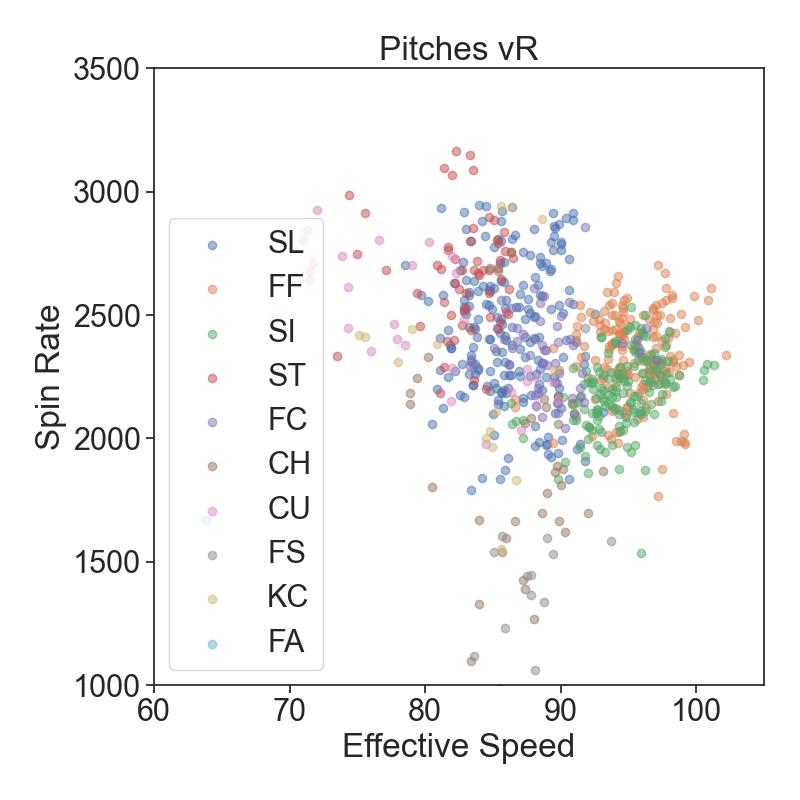 Pitches vR
3500
3000
2500
2000
1500
1000
Spin Rate
SL
FF
SI
ST
FC
CH
CU
FS
KC
FA
60 70 80 90 100
Effective Speed